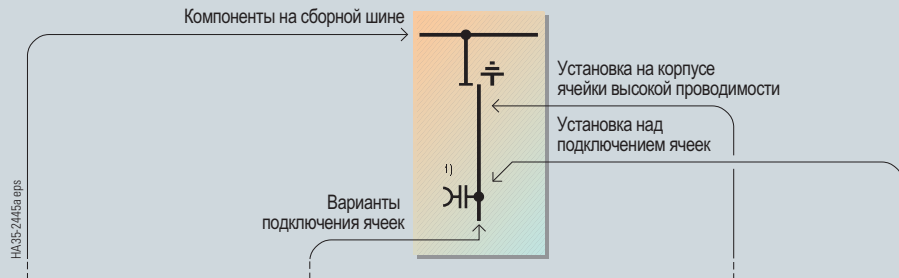 Компоненты на сборной шине
Установка на корпусе
ячейки высокой проводимости
Установка над
подключением ячеек
1)
Варианты
подключения ячеек
HA35-2445a eps